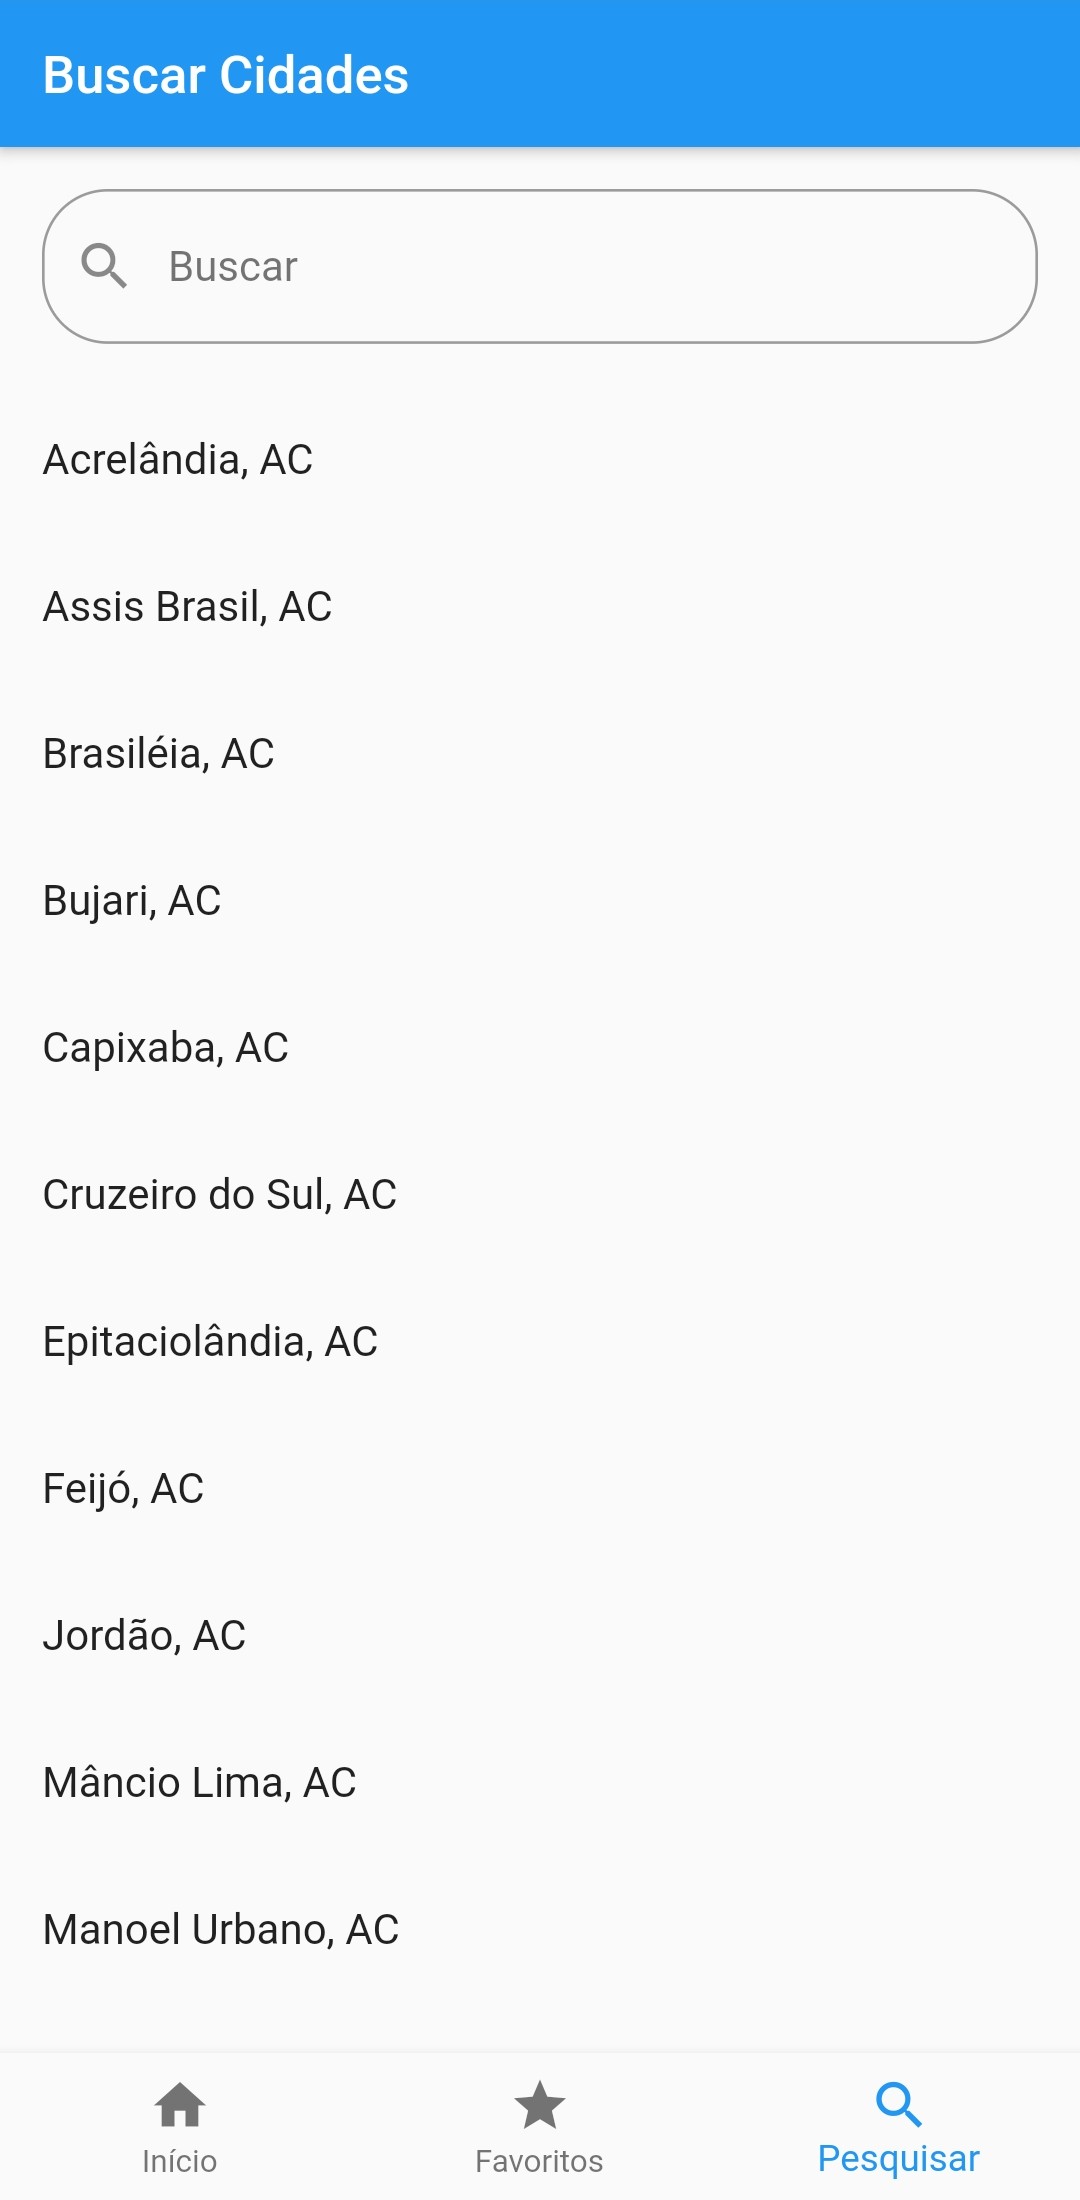 Buscar Cidades
Buscar
Acrelândia, AC
Assis Brasil, AC
Brasiléia, AC
Bujari, AC
Capixaba, AC
Cruzeiro do Sul, AC
Epitaciolândia, AC
Feijó, AC
Jordão, AC
Mâncio Lima, AC
Manoel Urbano, AC
Início
Favoritos
Pesquisar